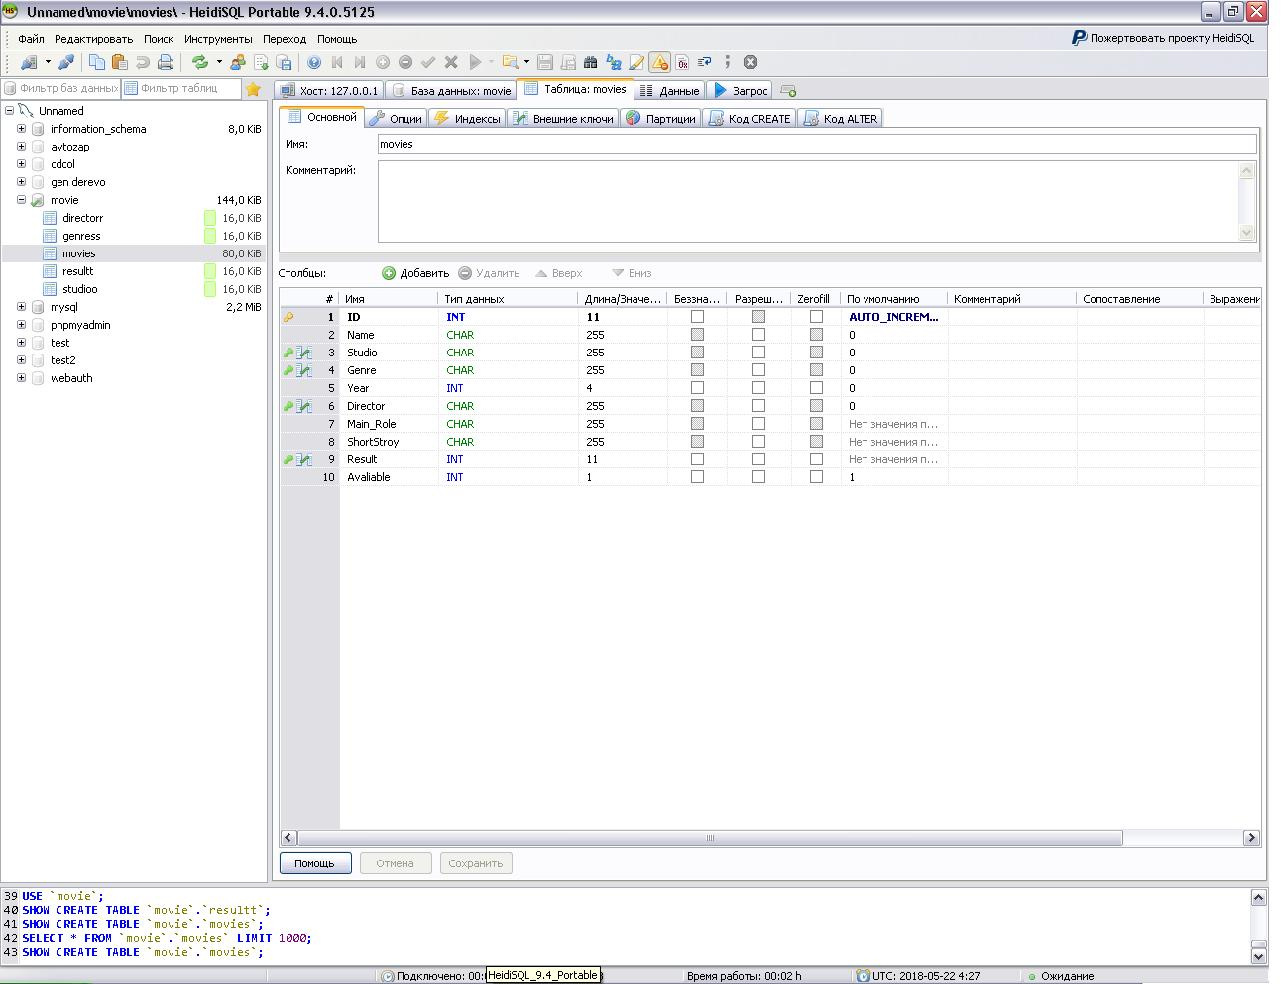 Unnamed\movie\movies\ - HeidiSQL Portable 9.4.0.5125
Файл Редактировать Поиск Инструменты Переход Помощь
Пожертвовать проекту HeidiSQL
Фильтр баз данных Фильтр таблиц
Хост: 127.0.0.1 База данных: movie Таблица: movies Данные Запрос
Unnamed
information_schema 8,0 KiB
avtozap
cdcol
gen derevo
movie 144,0 KiB
directorr 16,0 KiB
genress 16,0 KiB
movies 80,0 KiB
resultt 16,0 KiB
studioo 16,0 KiB
mysql 2,2 MiB
phpmyadmin
test
test2
webauth
Основной Опции Индексы Внешние ключи Партиции Код CREATE Код ALTER
Имя: movies
Комментарий:
Столбцы: Добавить Удалить Вверх Вниз
# Имя Тип данных Длина/Значе... Беззна... Разреш... Zerofill По умолчанию Комментарий Сопоставление Выражени
1 ID INT 11 AUTO_INCREM...
2 Name CHAR 255 0
3 Studio CHAR 255 0
4 Genre CHAR 255 0
5 Year INT 4 0
6 Director CHAR 255 0
7 Main_Role CHAR 255 Нет значения п...
8 ShortStroy CHAR 255 Нет значения п...
9 Result INT 11 Нет значения п...
10 Avaliable INT 1 1
Помощь Отмена Сохранить
39 USE `movie`;
40 SHOW CREATE TABLE `movie`.`resultt`;
41 SHOW CREATE TABLE `movie`.`movies`;
42 SELECT * FROM `movie`.`movies` LIMIT 1000;
43 SHOW CREATE TABLE `movie`.`movies`;
Подключено: 00: HeidiSQL_9.4_Portable Время работы: 00:02 h UTC: 2018-05-22 4:27 Ожидание